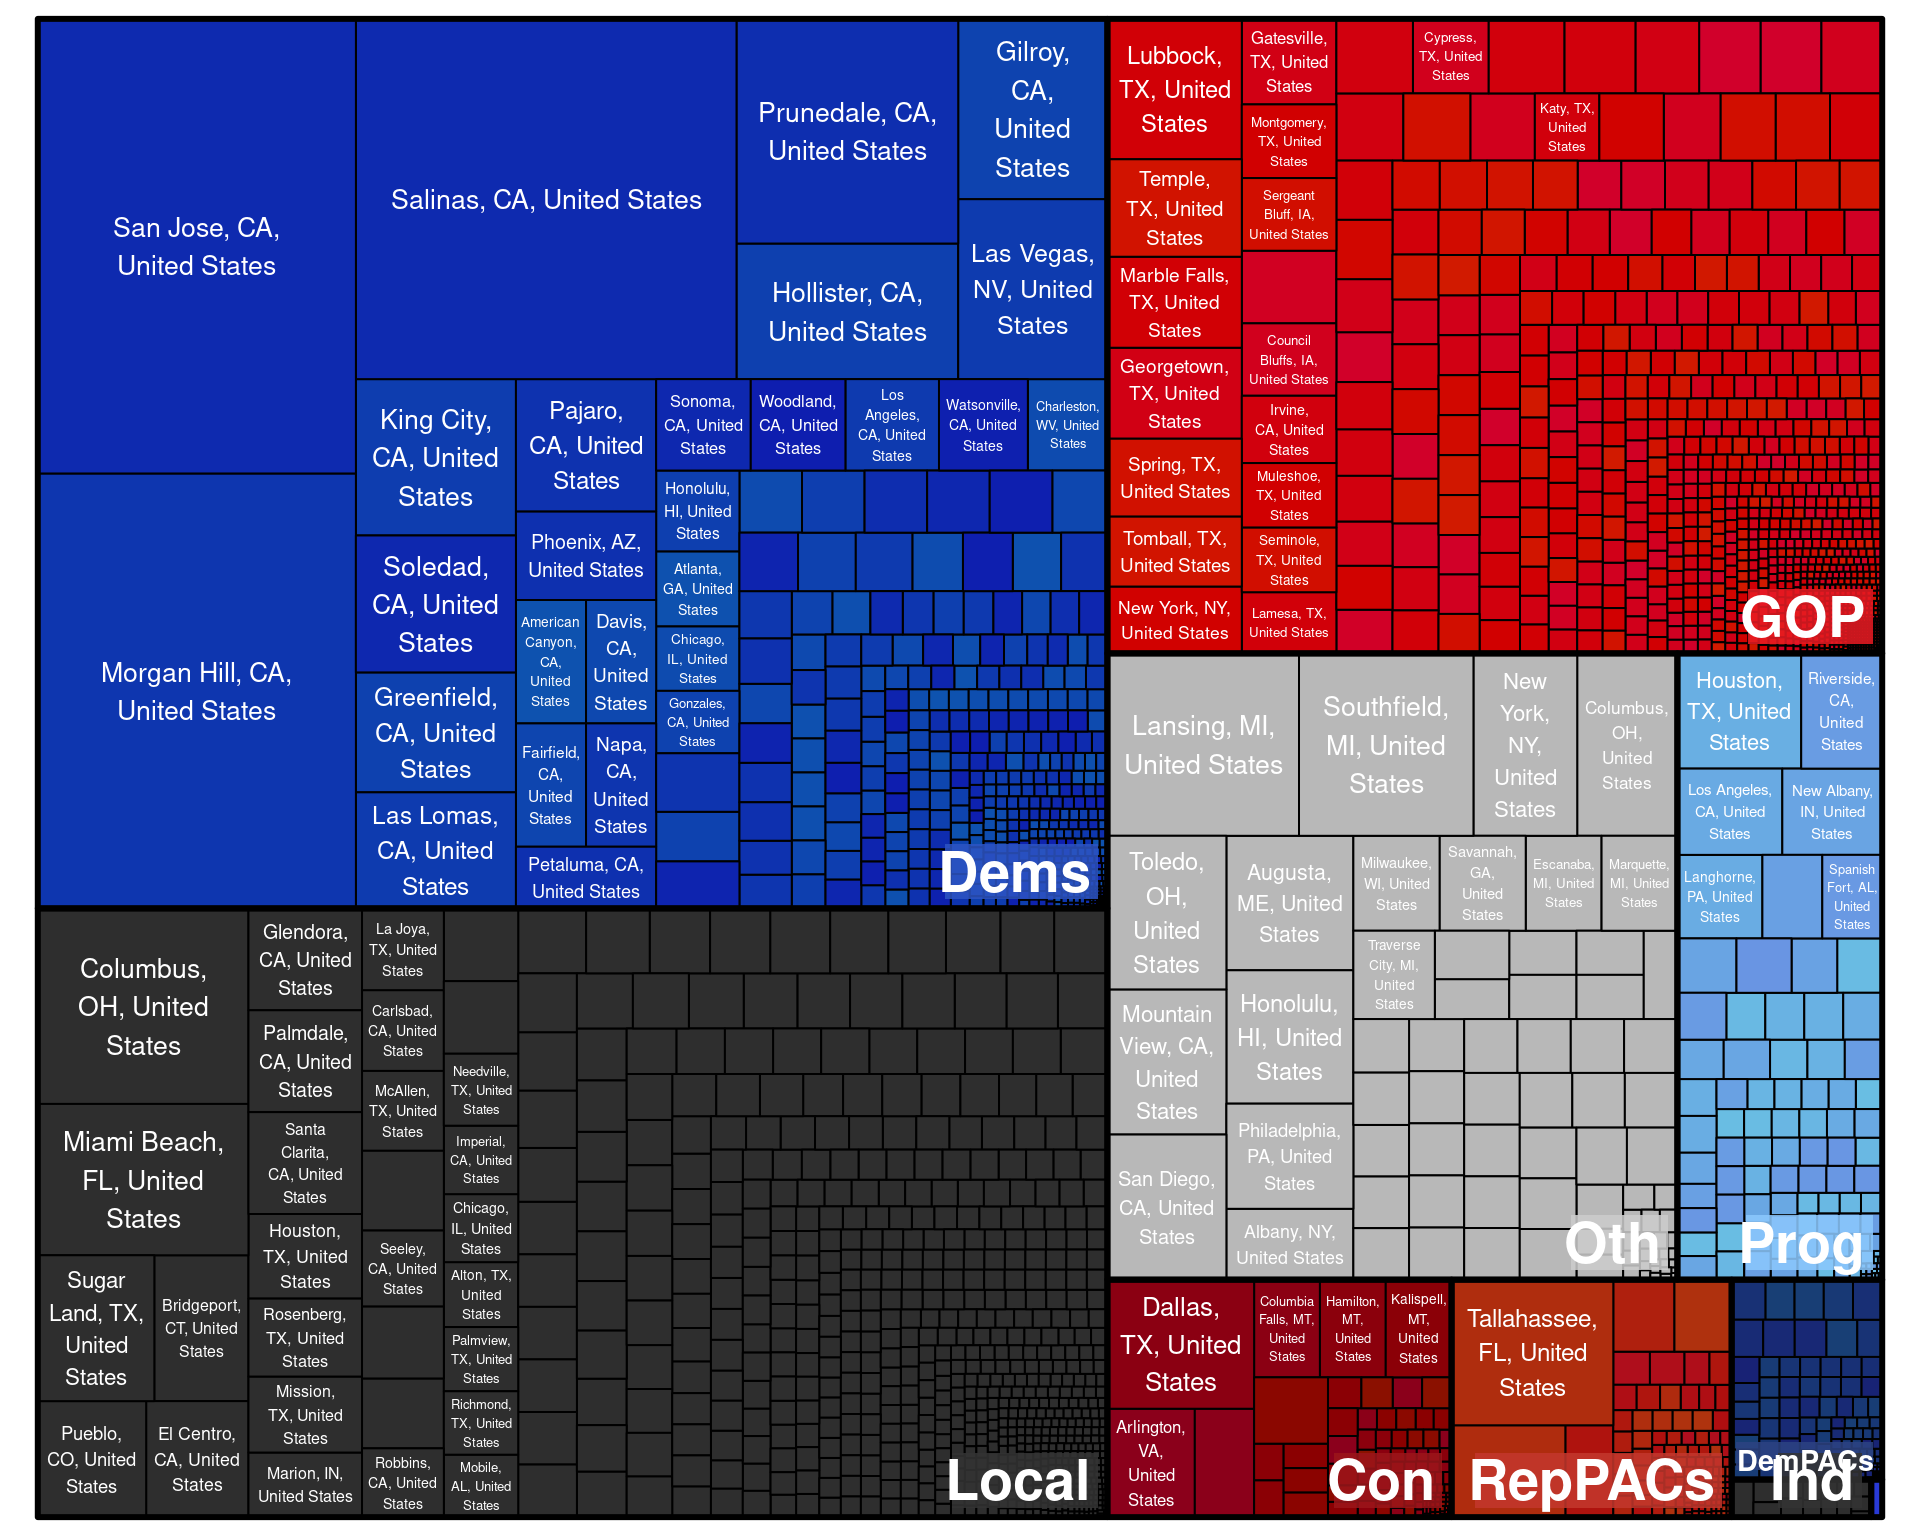 San Jose, CA,
United States
Morgan Hill, CA,
United States
Salinas, CA, United States
Prunedale, CA,
United States
Hollister, CA,
United States
Gilroy,
CA,
United
States
Las Vegas,
NV, United
States
King City,
CA, United
States
Soledad,
CA, United
States
Greenfield,
CA, United
States
Las Lomas,
CA, United
States
Pajaro,
CA, United
States
Phoenix, AZ,
United States
American
Canyon,
CA,
United
States
Davis,
CA,
United
States
Fairfield,
CA,
United
States
Napa,
CA,
United
States
Petaluma, CA,
United States
Sonoma,
CA, United
States
Woodland,
CA, United
States
Los
Angeles,
CA, United
States
Watsonville,
CA, United
States
Charleston,
WV, United
States
Honolulu,
HI, United
States
Atlanta,
GA, United
States
Chicago,
IL, United
States
Gonzales,
CA, United
States
Dems
Lubbock,
TX, United
States
Temple,
TX, United
States
Marble Falls,
TX, United
States
Georgetown,
TX, United
States
Spring, TX,
United States
Tomball, TX,
United States
New York, NY,
United States
Gatesville,
TX, United
States
Montgomery,
TX, United
States
Sergeant
Bluff, IA,
United States
Council
Bluffs, IA,
United States
Irvine,
CA, United
States
Muleshoe,
TX, United
States
Seminole,
TX, United
States
Lamesa, TX,
United States
Cypress,
TX, United
States
Katy, TX,
United
States
GOP
Columbus,
OH, United
States
Miami Beach,
FL, United
States
Sugar
Land, TX,
United
States
Bridgeport,
CT, United
States
Pueblo,
CO, United
States
El Centro,
CA, United
States
Glendora,
CA, United
States
Palmdale,
CA, United
States
Santa
Clarita,
CA, United
States
Houston,
TX, United
States
Rosenberg,
TX, United
States
Mission,
TX, United
States
Marion, IN,
United States
La Joya,
TX, United
States
Carlsbad,
CA, United
States
McAllen,
TX, United
States
Seeley,
CA, United
States
Robbins,
CA, United
States
Needville,
TX, United
States
Imperial,
CA, United
States
Chicago,
IL, United
States
Alton, TX,
United
States
Palmview,
TX, United
States
Richmond,
TX, United
States
Mobile,
AL, United
States
Local
Lansing, MI,
United States
Southfield,
MI, United
States
New
York,
NY,
United
States
Columbus,
OH,
United
States
Toledo,
OH,
United
States
Mountain
View, CA,
United
States
San Diego,
CA, United
States
Augusta,
ME, United
States
Honolulu,
HI, United
States
Philadelphia,
PA, United
States
Albany, NY,
United States
Milwaukee,
WI, United
States
Savannah,
GA,
United
States
Escanaba,
MI, United
States
Marquette,
MI, United
States
Traverse
City, MI,
United
States
Oth
Houston,
TX, United
States
Riverside,
CA,
United
States
Los Angeles,
CA, United
States
New Albany,
IN, United
States
Langhorne,
PA, United
States
Spanish
Fort, AL,
United
States
Prog
Dallas,
TX, United
States
Arlington,
VA,
United
States
Columbia
Falls, MT,
United
States
Hamilton,
MT,
United
States
Kalispell,
MT,
United
States
Con
Tallahassee,
FL, United
States
RepPACs
DemPACs
Ind